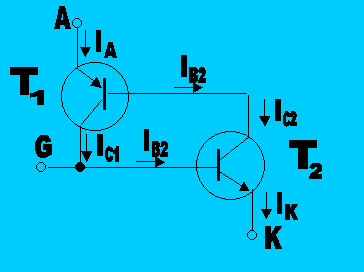 A
I_A
T_1
I_B2
I_C2
G
I_C1
I_B2
T_2
I_K
K